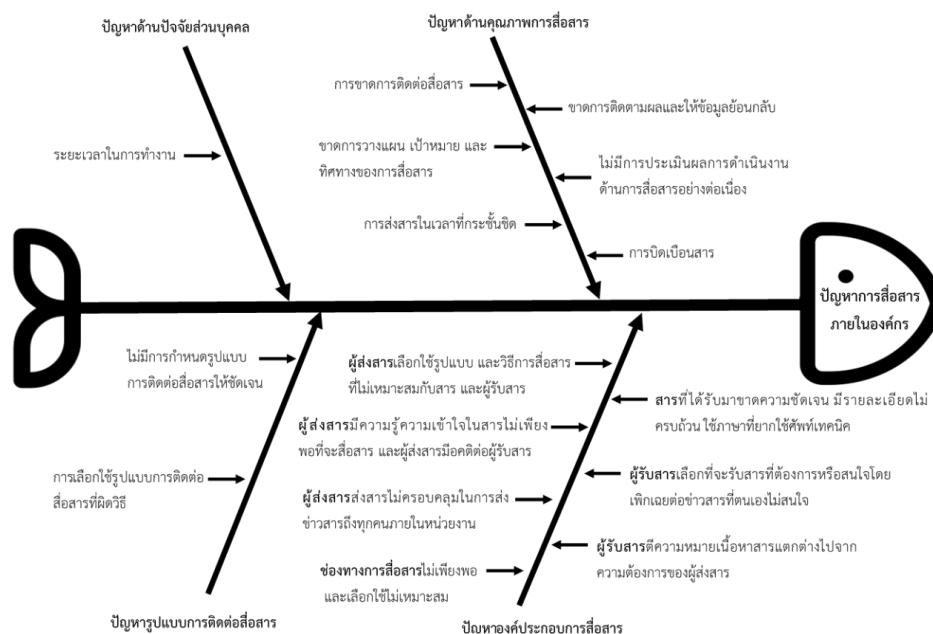 ปัญหาด้านปัจจัยส่วนบุคคล
ระยะเวลาในการทำงาน
ปัญหาด้านคุณภาพการสื่อสาร
การขาดการติดต่อสื่อสาร
ขาดการติดตามผลและให้ข้อมูลย้อนกลับ
ขาดการวางแผน เป้าหมาย และ
ทิศทางของการสื่อสาร
ไม่มีการประเมินผลการดำเนินงาน
ด้านการสื่อสารอย่างต่อเนื่อง
การส่งสารในเวลาที่กระชั้นชิด
การบิดเบือนสาร
ปัญหาการสื่อสาร
ภายในองค์กร
ไม่มีการกำหนดรูปแบบ
การติดต่อสื่อสารให้ชัดเจน
การเลือกใช้รูปแบบการติดต่อ
สื่อสารที่ผิดวิธี
ปัญหารูปแบบการติดต่อสื่อสาร
ผู้ส่งสารเลือกใช้รูปแบบ และวิธีการสื่อสาร
ที่ไม่เหมาะสมกับสาร และผู้รับสาร
สารที่ได้รับมาขาดความชัดเจน มีรายละเอียดไม่
ครบถ้วน ใช้ภาษาที่ยากใช้ศัพท์เทคนิค
ผู้ส่งสารมีความรู้ความเข้าใจในสารไม่เพียง
พอที่จะสื่อสาร และผู้ส่งสารมีอคติต่อผู้รับสาร
ผู้รับสารเลือกที่จะรับสารที่ต้องการหรือสนใจโดย
เพิกเฉยต่อข่าวสารที่ตนเองไม่สนใจ
ผู้ส่งสารส่งสารไม่ครอบคลุมในการส่ง
ข่าวสารถึงทุกคนภายในหน่วยงาน
ผู้รับสารตีความหมายเนื้อหาสารแตกต่างไปจาก
ความต้องการของผู้ส่งสาร
ช่องทางการสื่อสารไม่เพียงพอ
และเลือกใช้ไม่เหมาะสม
ปัญหาองค์ประกอบการสื่อสาร